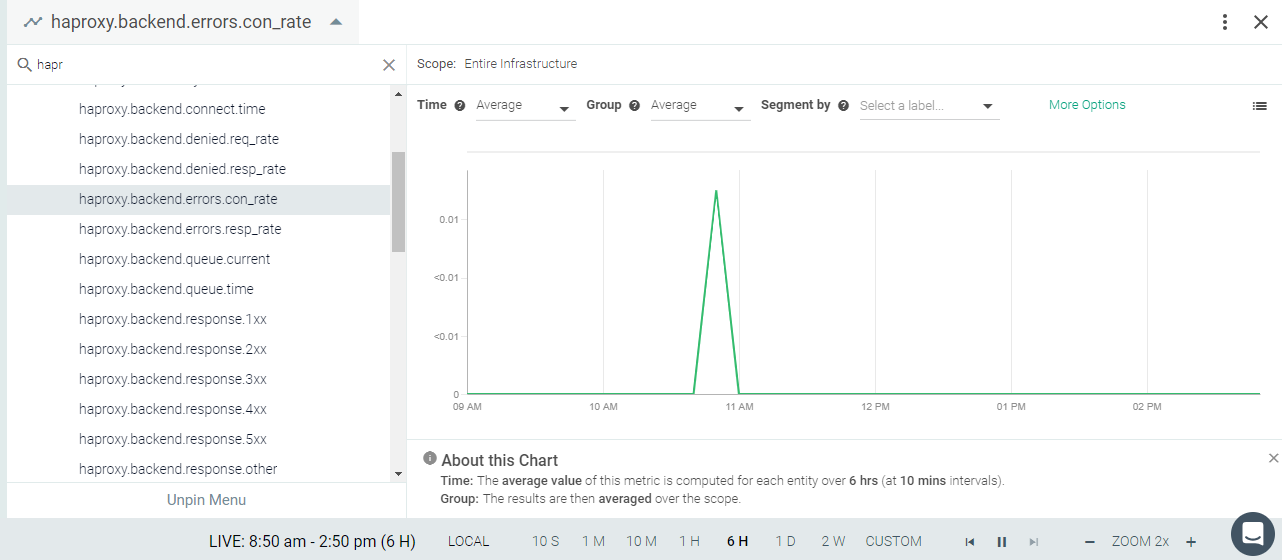 haproxy.backend.errors.con_rate
hapr
haproxy.backend.connect.time
haproxy.backend.denied.req_rate
haproxy.backend.denied.resp_rate
haproxy.backend.errors.con_rate
haproxy.backend.errors.resp_rate
haproxy.backend.queue.current
haproxy.backend.queue.time
haproxy.backend.response.1xx
haproxy.backend.response.2xx
haproxy.backend.response.3xx
haproxy.backend.response.4xx
haproxy.backend.response.5xx
haproxy.backend.response.other
Unpin Menu
Scope: Entire Infrastructure
Time ? Average Group ? Average Segment by ? Select a label... More Options
0.01
<0.01
<0.01
0
09 AM 10 AM 11 AM 12 PM 01 PM 02 PM
About this Chart
Time: The average value of this metric is computed for each entity over 6 hrs (at 10 mins intervals).
Group: The results are then averaged over the scope.
LIVE: 8:50 am - 2:50 pm (6 H) LOCAL 10 S 1 M 10 M 1 H 6 H 1 D 2 W CUSTOM ZOOM 2x